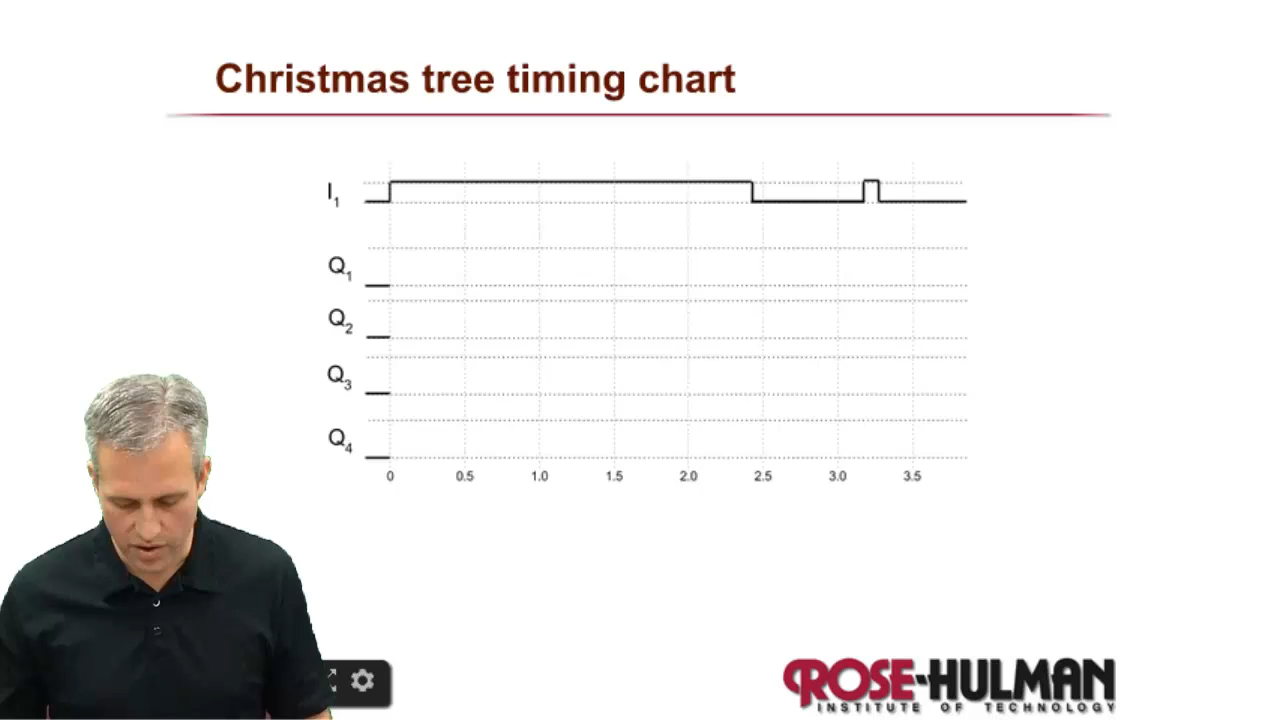 Christmas tree timing chart
I1
Q1
Q2
Q3
Q4
0 0.5 1.0 1.5 2.0 2.5 3.0 3.5
ROSE-HULMAN
INSTITUTE OF TECHNOLOGY